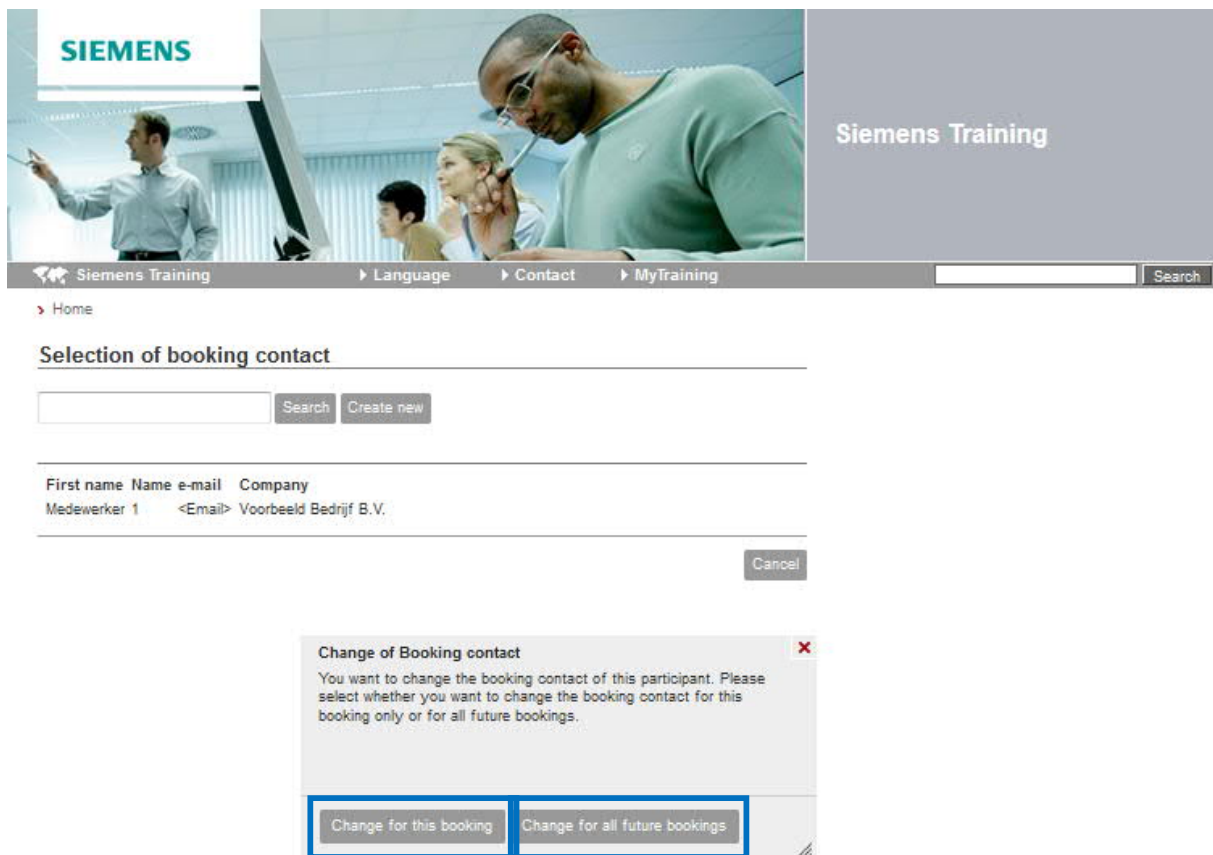 SIEMENS
Siemens Training
Siemens Training
Language
Contact
MyTraining
Search
Home
Selection of booking contact
Search
Create new
First name Name e-mail Company
Medewerker 1 <Email> Voorbeeld Bedrijf B.V.
Cancel
Change of Booking contact
You want to change the booking contact of this participant. Please
select whether you want to change the booking contact for this
booking only or for all future bookings.
Change for this booking
Change for all future bookings